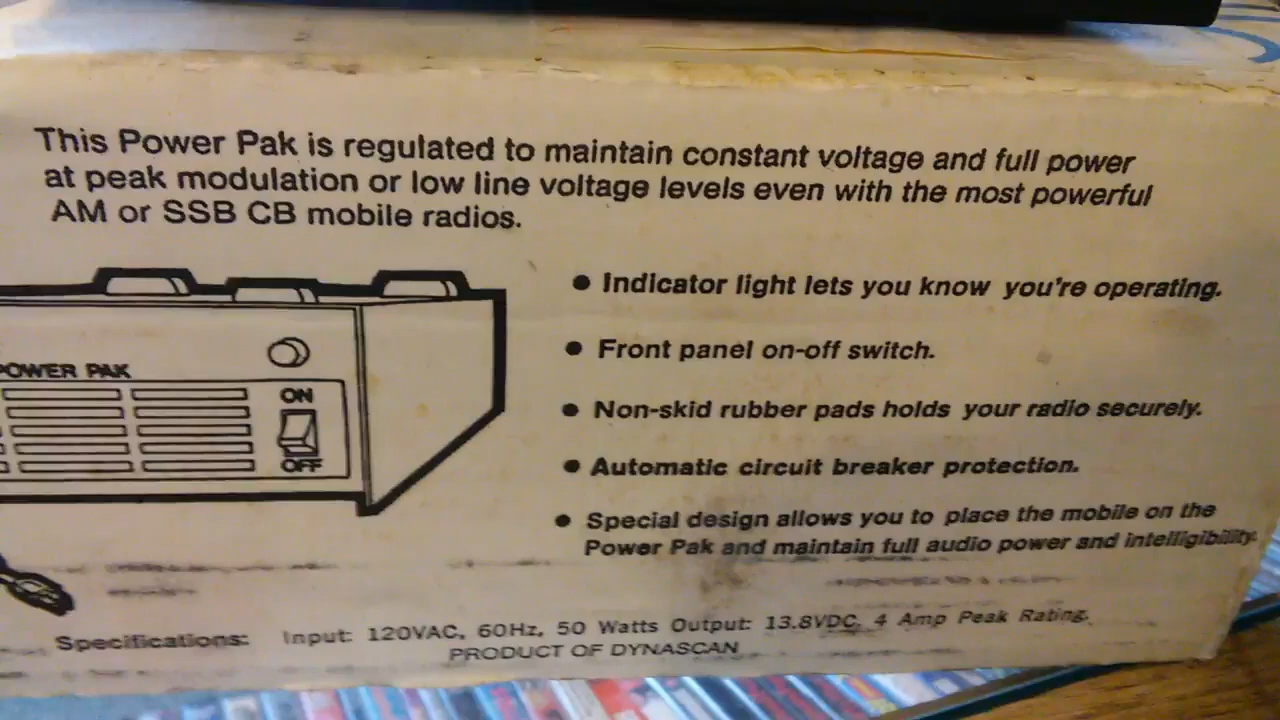 This Power Pak is regulated to maintain constant voltage and full power
at peak modulation or low line voltage levels even with the most powerful
AM or SSB CB mobile radios.
● Indicator light lets you know you're operating.
● Front panel on-off switch.
POWER PAK
ON
● Non-skid rubber pads holds your radio securely.
OFF
● Automatic circuit breaker protection.
● Special design allows you to place the mobile on the
Power Pak and maintain full audio power and intelligibility.
Specifications: Input: 120VAC, 60Hz, 50 Watts Output: 13.8VDC, 4 Amp Peak Rating.
PRODUCT OF DYNASCAN